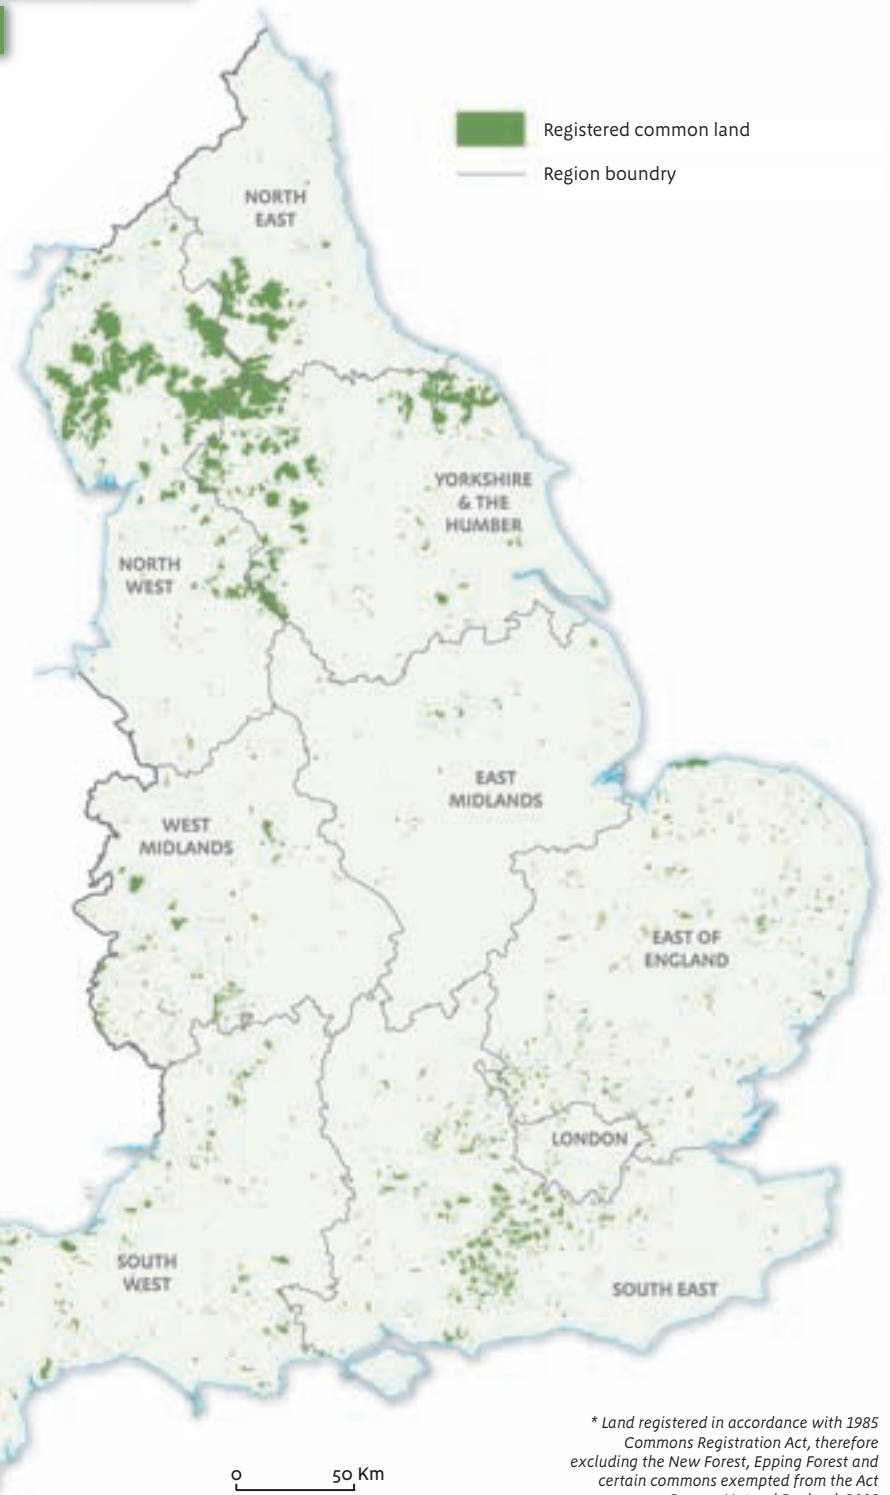 Registered common land
Region boundry
NORTH
EAST
YORKSHIRE
& THE
HUMBER
NORTH
WEST
EAST
MIDLANDS
WEST
MIDLANDS
EAST OF
ENGLAND
LONDON
SOUTH
WEST
SOUTH EAST
0 50 Km
* Land registered in accordance with 1985
Commons Registration Act, therefore
excluding the New Forest, Epping Forest and
certain commons exempted from the Act